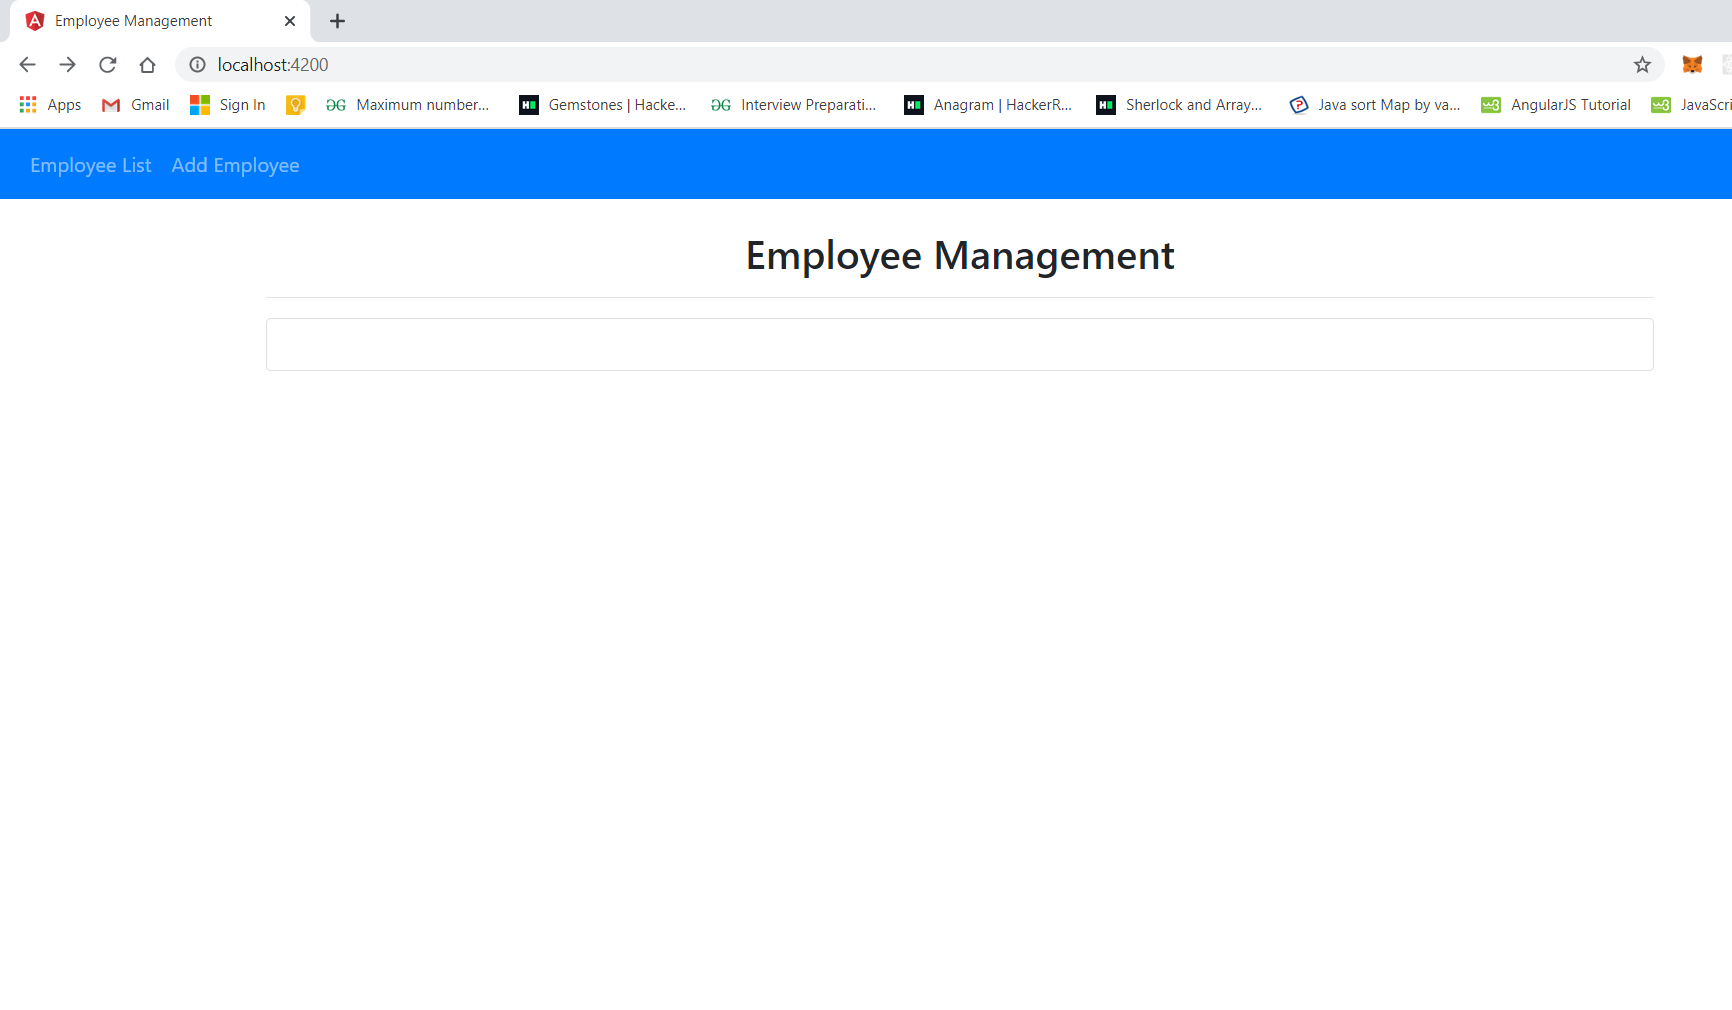 Employee Management
localhost:4200
Apps Gmail Sign In Maximum number... Gemstones | Hacke... Interview Preparati... Anagram | HackerR... Sherlock and Array... Java sort Map by va... AngularJS Tutorial JavaScri
Employee List Add Employee
Employee Management